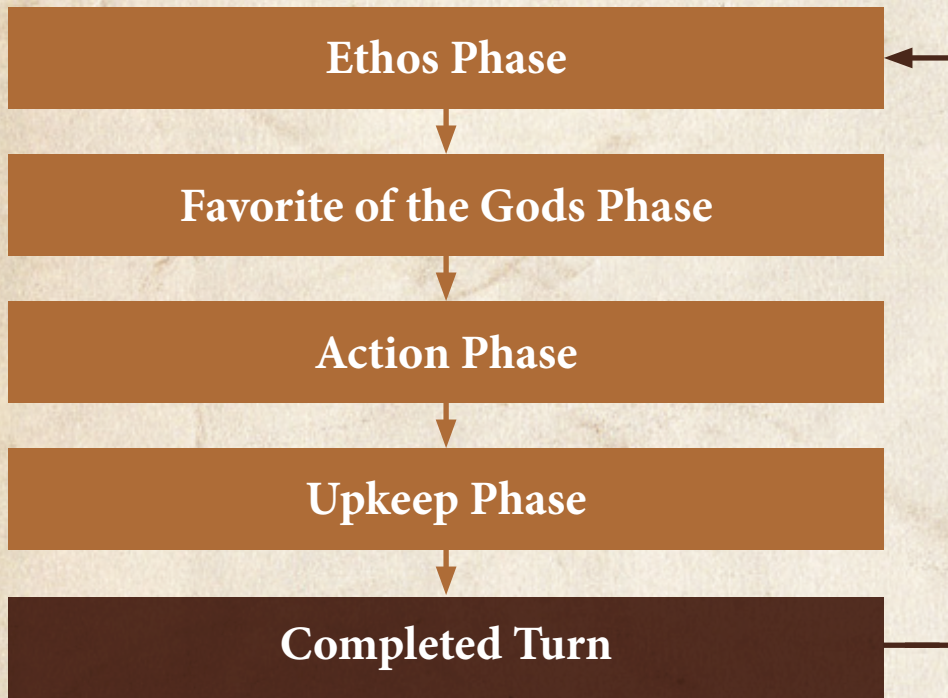 Ethos Phase
Favorite of the Gods Phase
Action Phase
Upkeep Phase
Completed Turn